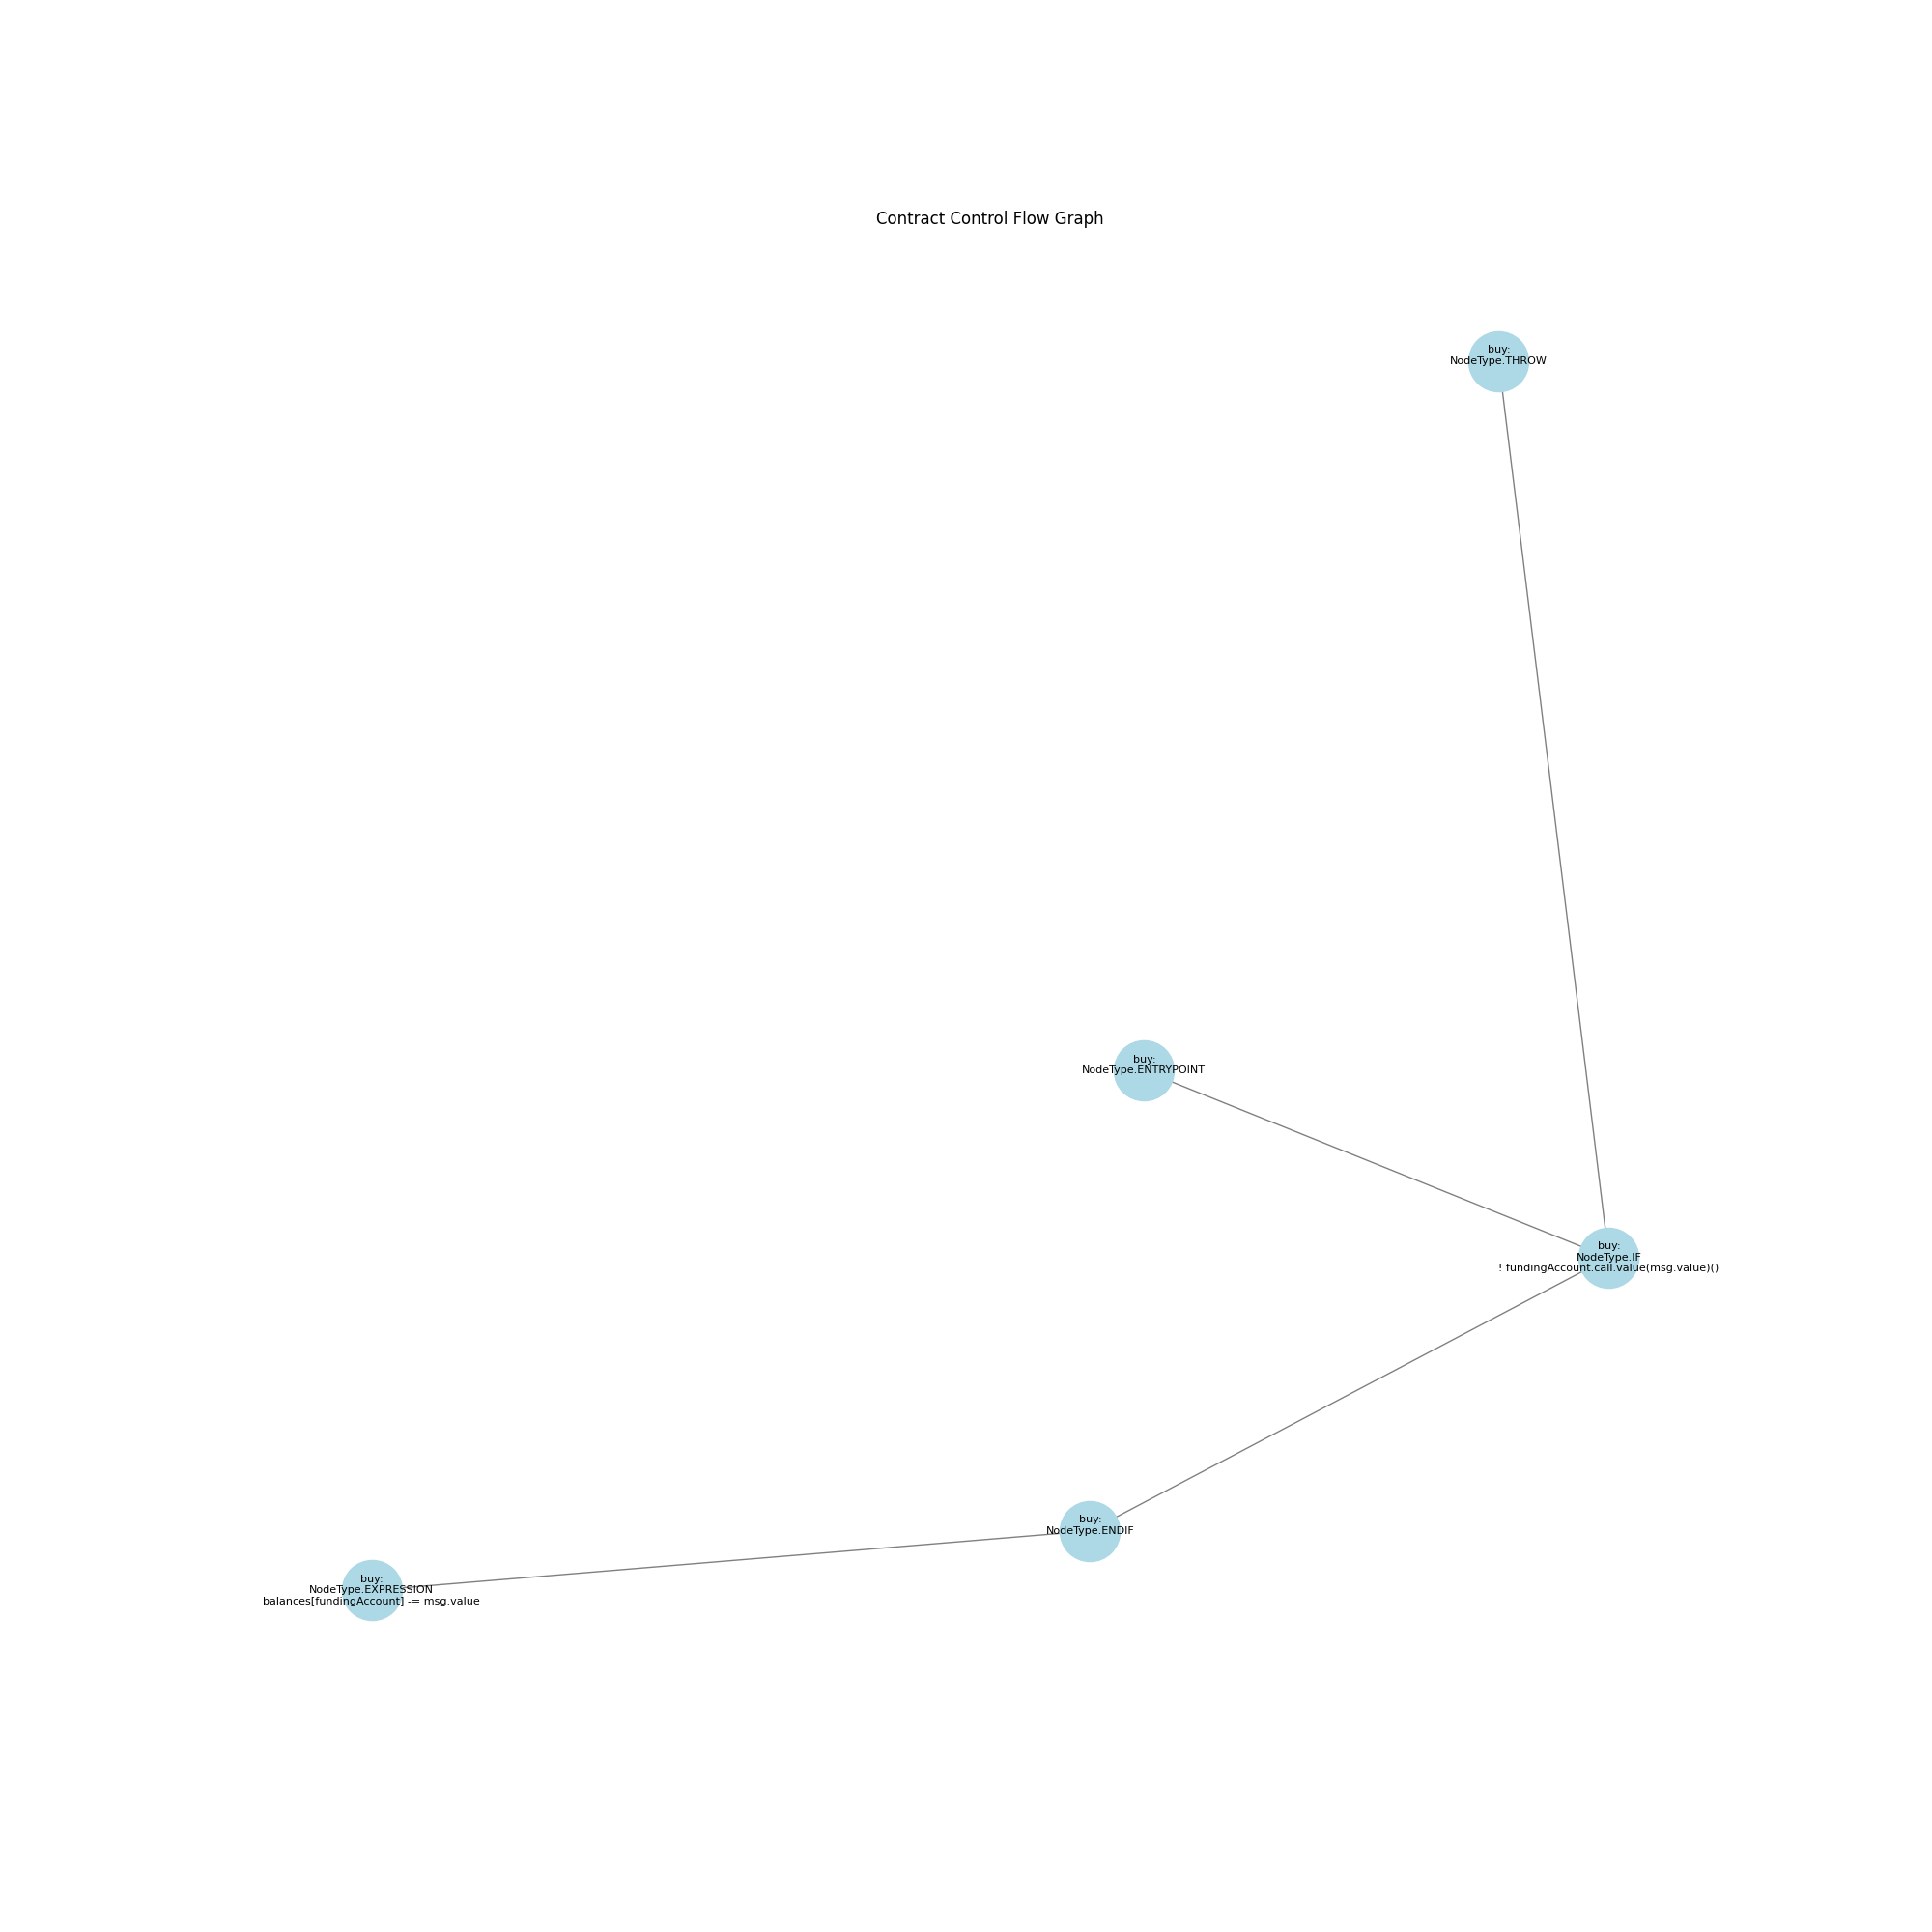 Contract Control Flow Graph
buy:
NodeType.THROW
buy:
NodeType.ENTRYPOINT
buy:
NodeType.IF
! fundingAccount.call.value(msg.value)()
buy:
NodeType.ENDIF
buy:
NodeType.EXPRESSION
balances[fundingAccount] -= msg.value